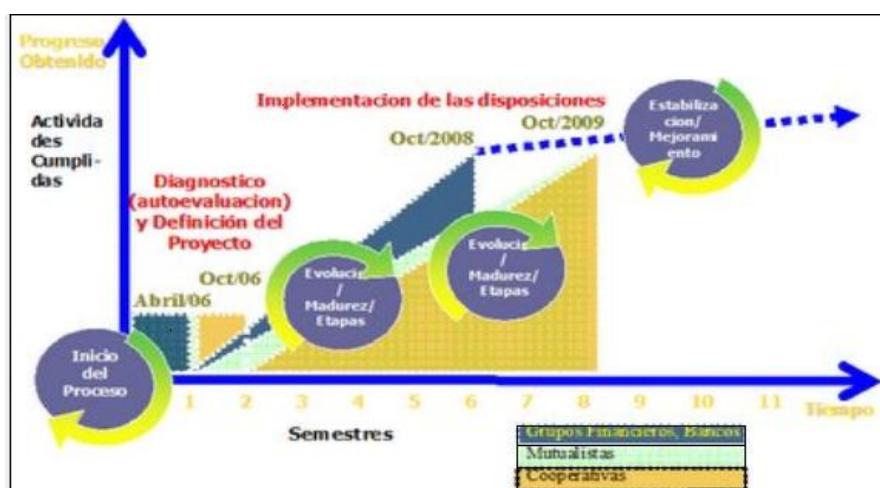 Progreso
Obtenido
Activida
des
Cumpli-
das
Implementacion de las disposiciones
Oct/2008
Oct/2009
Estabiliza
cion/
Mejorami
ento
Diagnostico
(autoevaluacion)
y Definición del
Proyecto
Oct/06
Abril/06
Evolució
/
Madurez/
Etapas
Evolució
/
Madurez/
Etapas
Inicio
del
Proceso
1 2 3 4 5 6 7 8 9 10 11 Tiempo
Semestres
Grupos Financieros, Bancos
Mutualistas
Cooperativas